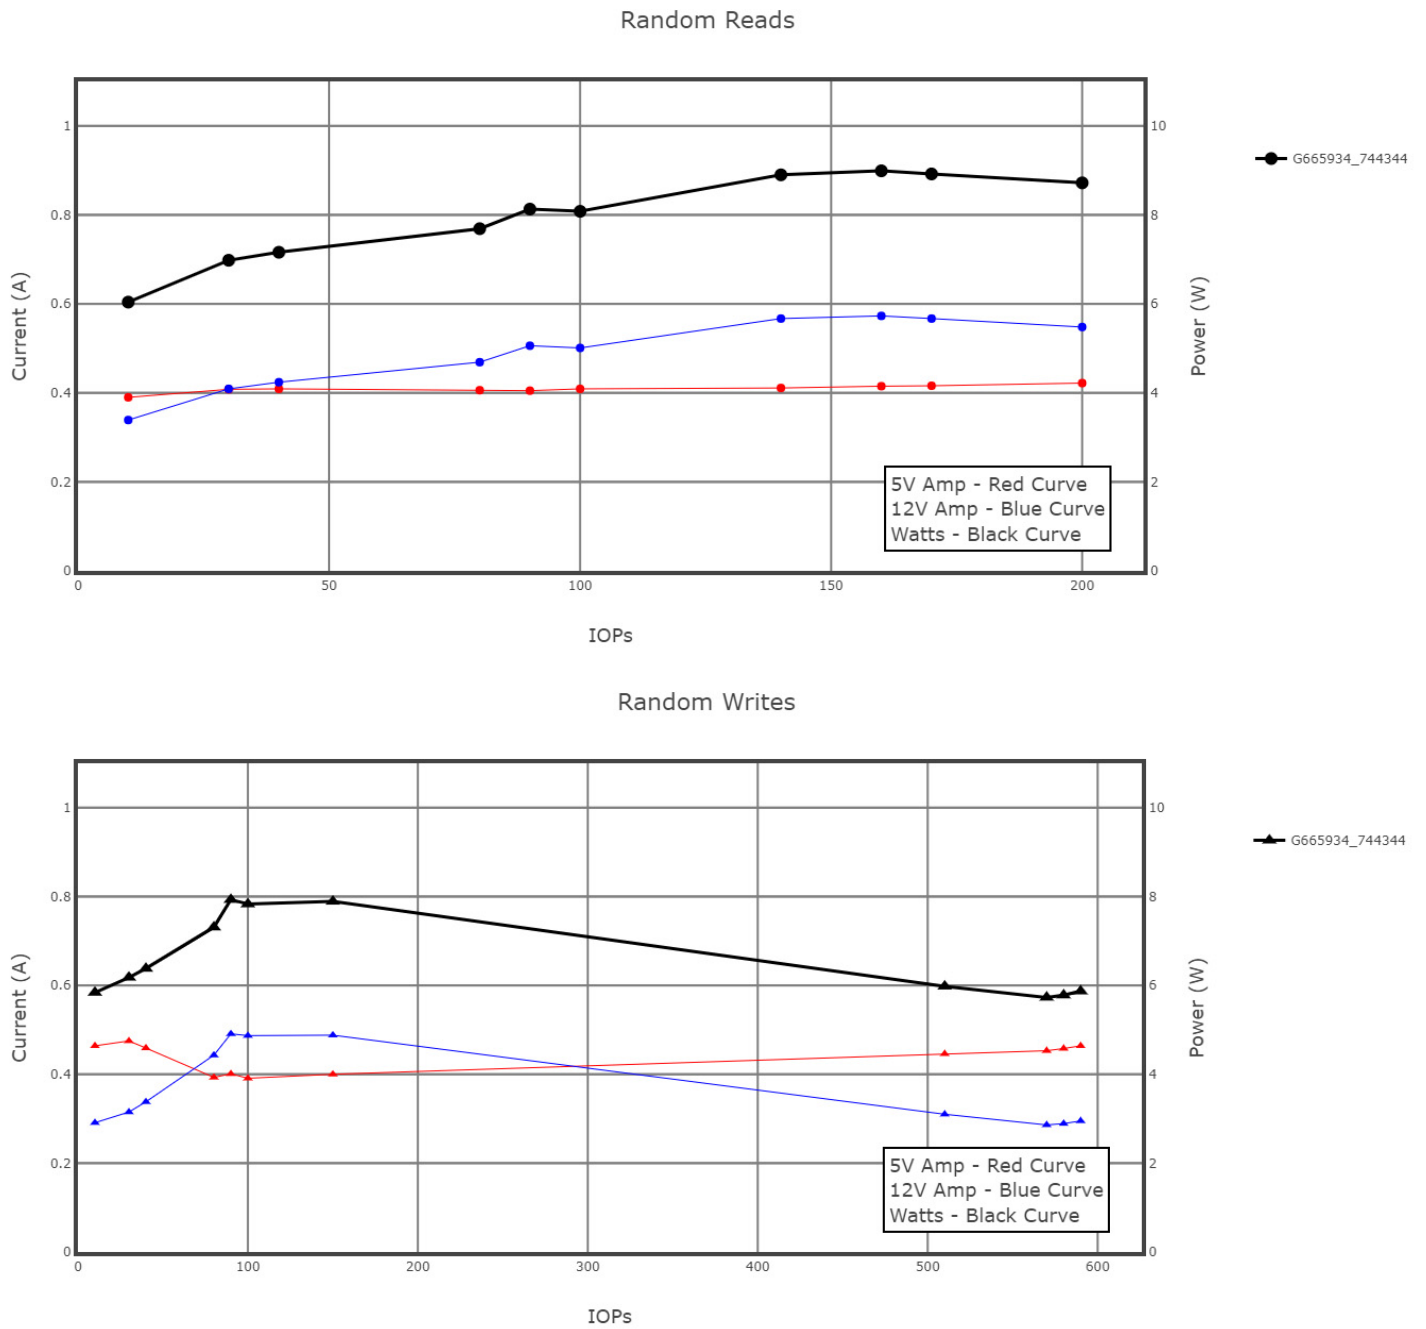 Random Reads
1
0.8
0.6
0.4
0.2
0
10
8
6
4
2
0
Current (A)
Power (W)
G665934_744344
5V Amp - Red Curve
12V Amp - Blue Curve
Watts - Black Curve
0 50 100 150 200
IOPs
Random Writes
1
0.8
0.6
0.4
0.2
0
10
8
6
4
2
0
Current (A)
Power (W)
G665934_744344
5V Amp - Red Curve
12V Amp - Blue Curve
Watts - Black Curve
0 100 200 300 400 500 600
IOPs